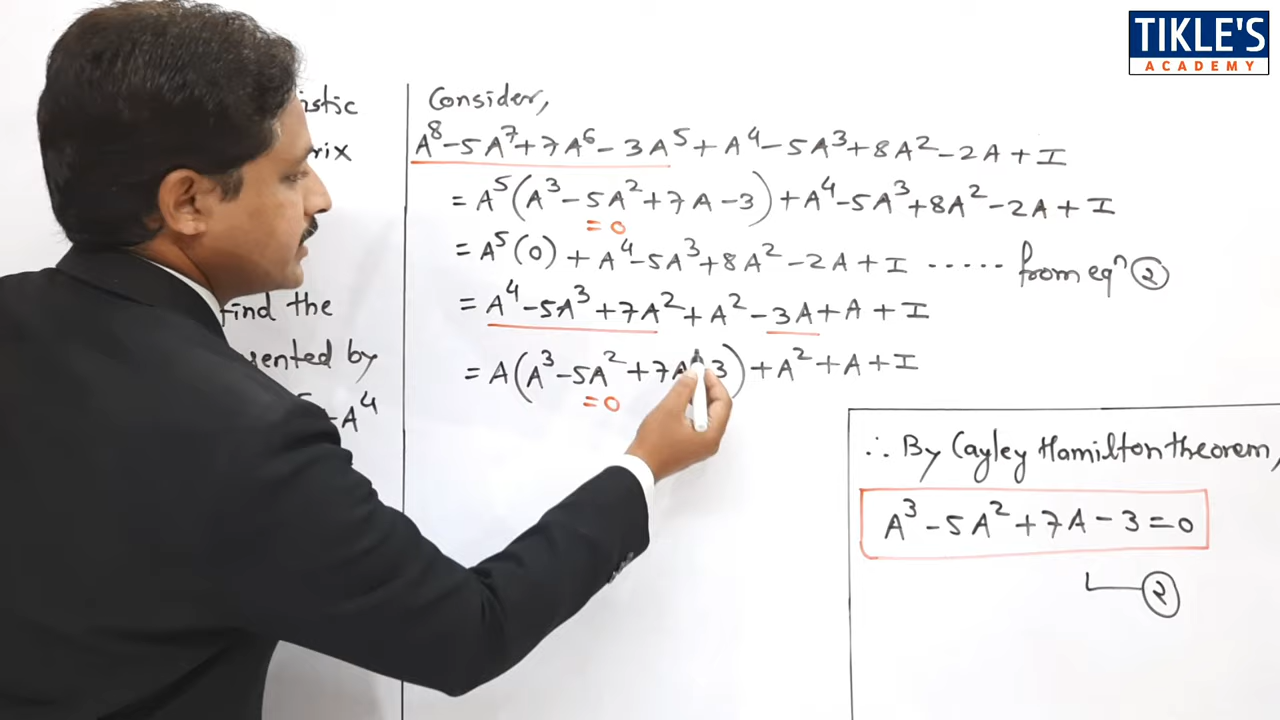 TIKLE'S
ACADEMY
istic
rix
find the
sented by
A⁴
Consider,
A⁸ - 5A⁷ + 7A⁶ - 3A⁵ + A⁴ - 5A³ + 8A² - 2A + I
= A⁵(A³ - 5A² + 7A - 3) + A⁴ - 5A³ + 8A² - 2A + I
= 0
= A⁵(0) + A⁴ - 5A³ + 8A² - 2A + I ..... from eqⁿ ②
= A⁴ - 5A³ + 7A² + A² - 3A + A + I
= A(A³ - 5A² + 7A 3) + A² + A + I
= 0
∴ By Cayley Hamilton theorem,
A³ - 5A² + 7A - 3 = 0
②